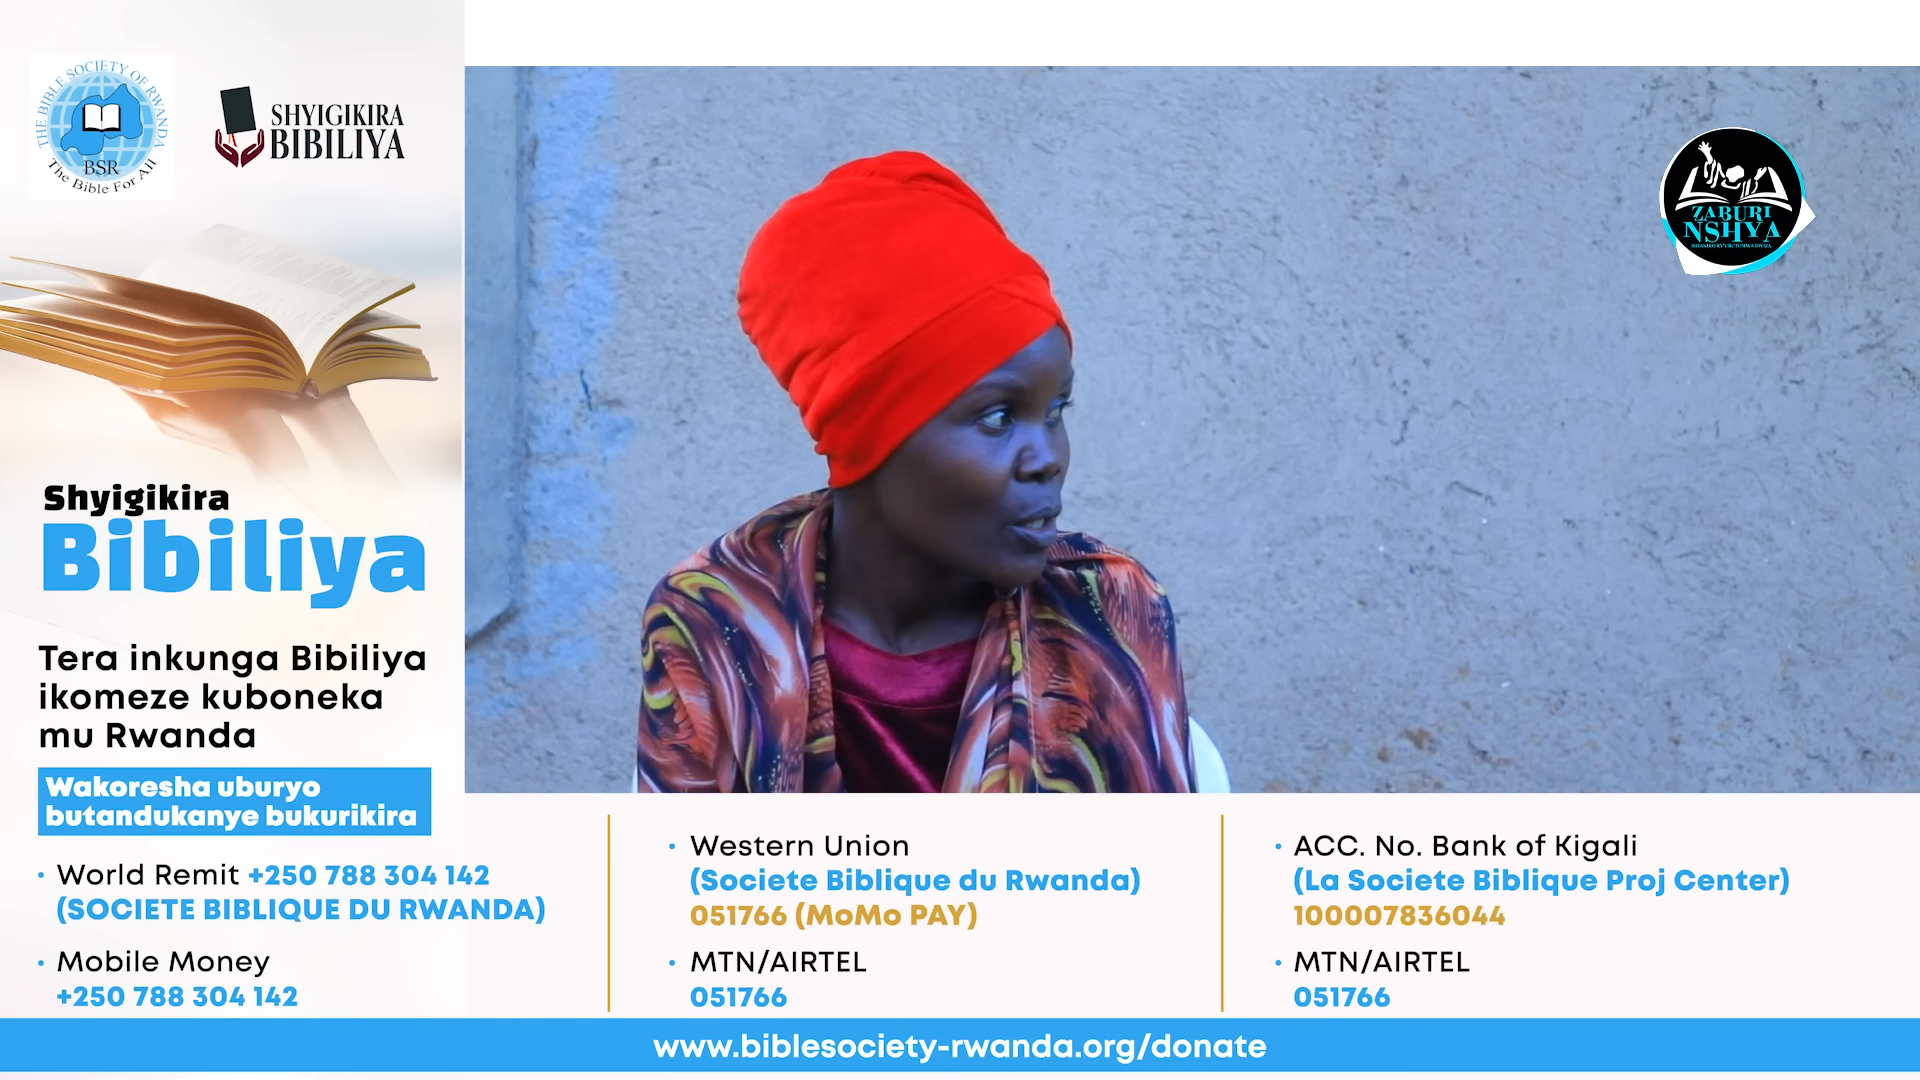 THE BIBLE SOCIETY OF RWANDA
BSR
The Bible For All
SHYIGIKIRA
BIBILIYA
ZABURI
NSHYA
Shyigikira
Bibiliya
Tera inkunga Bibiliya
ikomeze kuboneka
mu Rwanda
Wakoresha uburyo
butandukanye bukurikira
• World Remit +250 788 304 142
(SOCIETE BIBLIQUE DU RWANDA)
• Mobile Money
+250 788 304 142
• Western Union
(Societe Biblique du Rwanda)
051766 (MoMo PAY)
• MTN/AIRTEL
051766
• ACC. No. Bank of Kigali
(La Societe Biblique Proj Center)
100007836044
• MTN/AIRTEL
051766
www.biblesociety-rwanda.org/donate